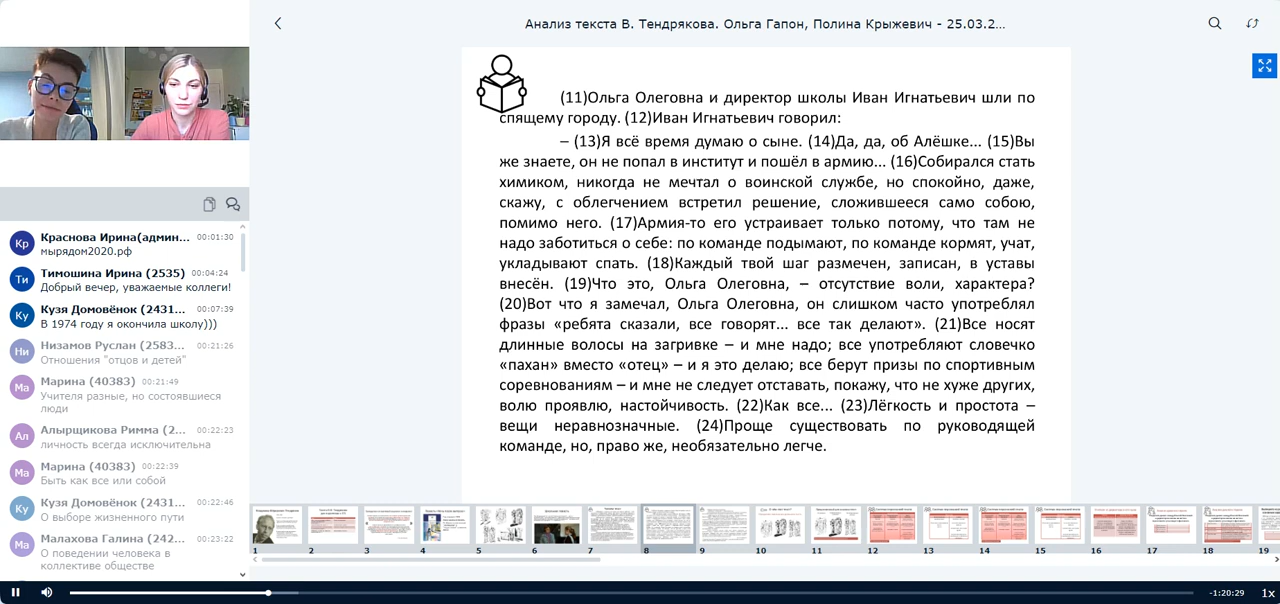 Анализ текста В. Тендрякова. Ольга Гапон, Полина Крыжевич - 25.03.2...
(11)Ольга Олеговна и директор школы Иван Игнатьевич шли по
спящему городу. (12)Иван Игнатьевич говорил:
– (13)Я всё время думаю о сыне. (14)Да, да, об Алёшке... (15)Вы
же знаете, он не попал в институт и пошёл в армию... (16)Собирался стать
химиком, никогда не мечтал о воинской службе, но спокойно, даже,
скажу, с облегчением встретил решение, сложившееся само собою,
помимо него. (17)Армия-то его устраивает только потому, что там не
надо заботиться о себе: по команде подымают, по команде кормят, учат,
укладывают спать. (18)Каждый твой шаг размечен, записан, в уставы
внесён. (19)Что это, Ольга Олеговна, – отсутствие воли, характера?
(20)Вот что я замечал, Ольга Олеговна, он слишком часто употреблял
фразы «ребята сказали, все говорят... все так делают». (21)Все носят
длинные волосы на загривке – и мне надо; все употребляют словечко
«пахан» вместо «отец» – и я это делаю; все берут призы по спортивным
соревнованиям – и мне не следует отставать, покажу, что не хуже других,
волю проявлю, настойчивость. (22)Как все... (23)Лёгкость и простота –
вещи неравнозначные. (24)Проще существовать по руководящей
команде, но, право же, необязательно легче.
Кр Краснова Ирина(админ... 00:01:30
мырядом2020.рф
Ти Тимошина Ирина (2535) 00:04:24
Добрый вечер, уважаемые коллеги!
Ку Кузя Домовёнок (2431... 00:07:39
В 1974 году я окончила школу)))
Ни Низамов Руслан (2583... 00:21:26
Отношения "отцов и детей"
Ма Марина (40383) 00:21:49
Учителя разные, но состоявшиеся
люди
Ал Алырщикова Римма (2... 00:22:23
личность всегда исключительна
Ма Марина (40383) 00:22:39
Быть как все или собой
Ку Кузя Домовёнок (2431... 00:22:46
О выборе жизненного пути
Ма Малахова Галина (242... 00:23:22
О поведении человека в
коллективе обществе
1 2 3 4 5 6 7 8 9 10 11 12 13 14 15 16 17 18 19
-1:20:29 1x